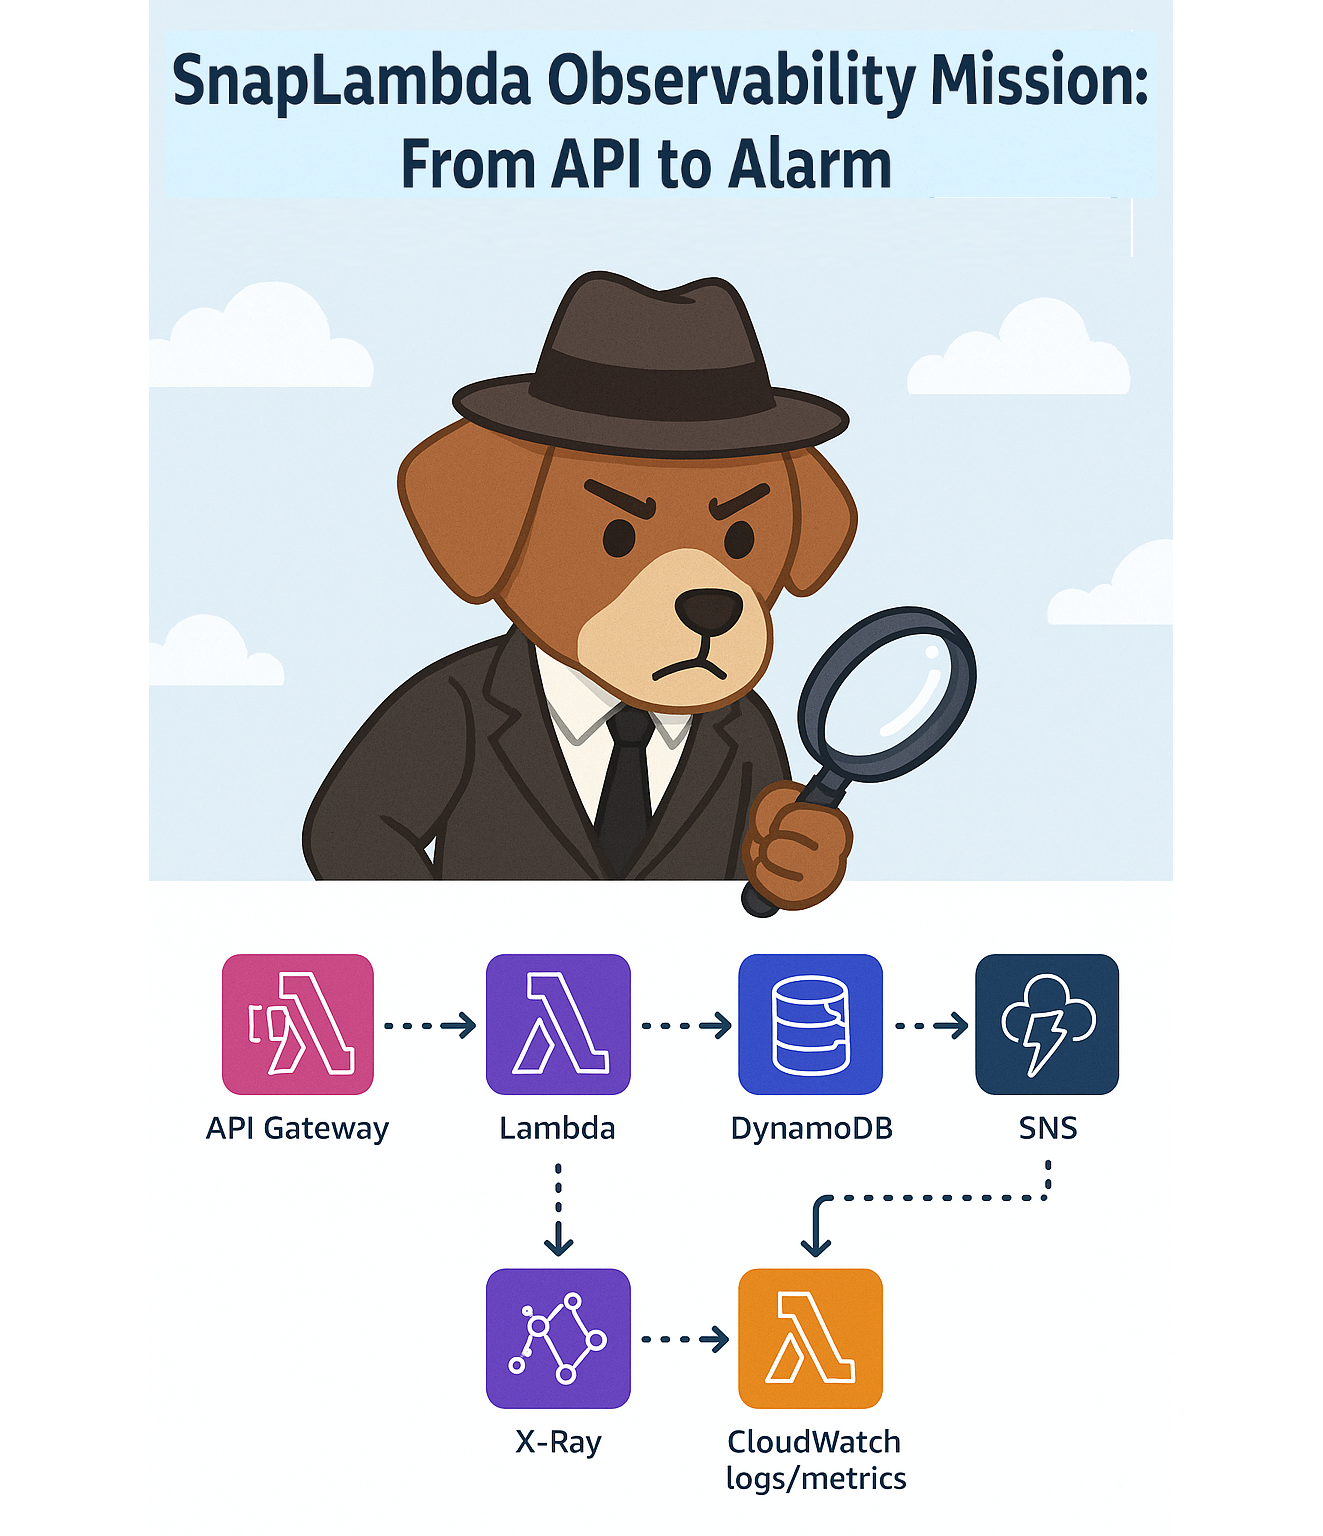 SnapLambda Observability Mission:
From API to Alarm
API Gateway
Lambda
DynamoDB
SNS
X-Ray
CloudWatch
logs/metrics